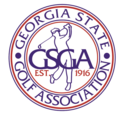 GEORGIA STATE
GSGA
EST 1916
GOLF ASSOCIATION